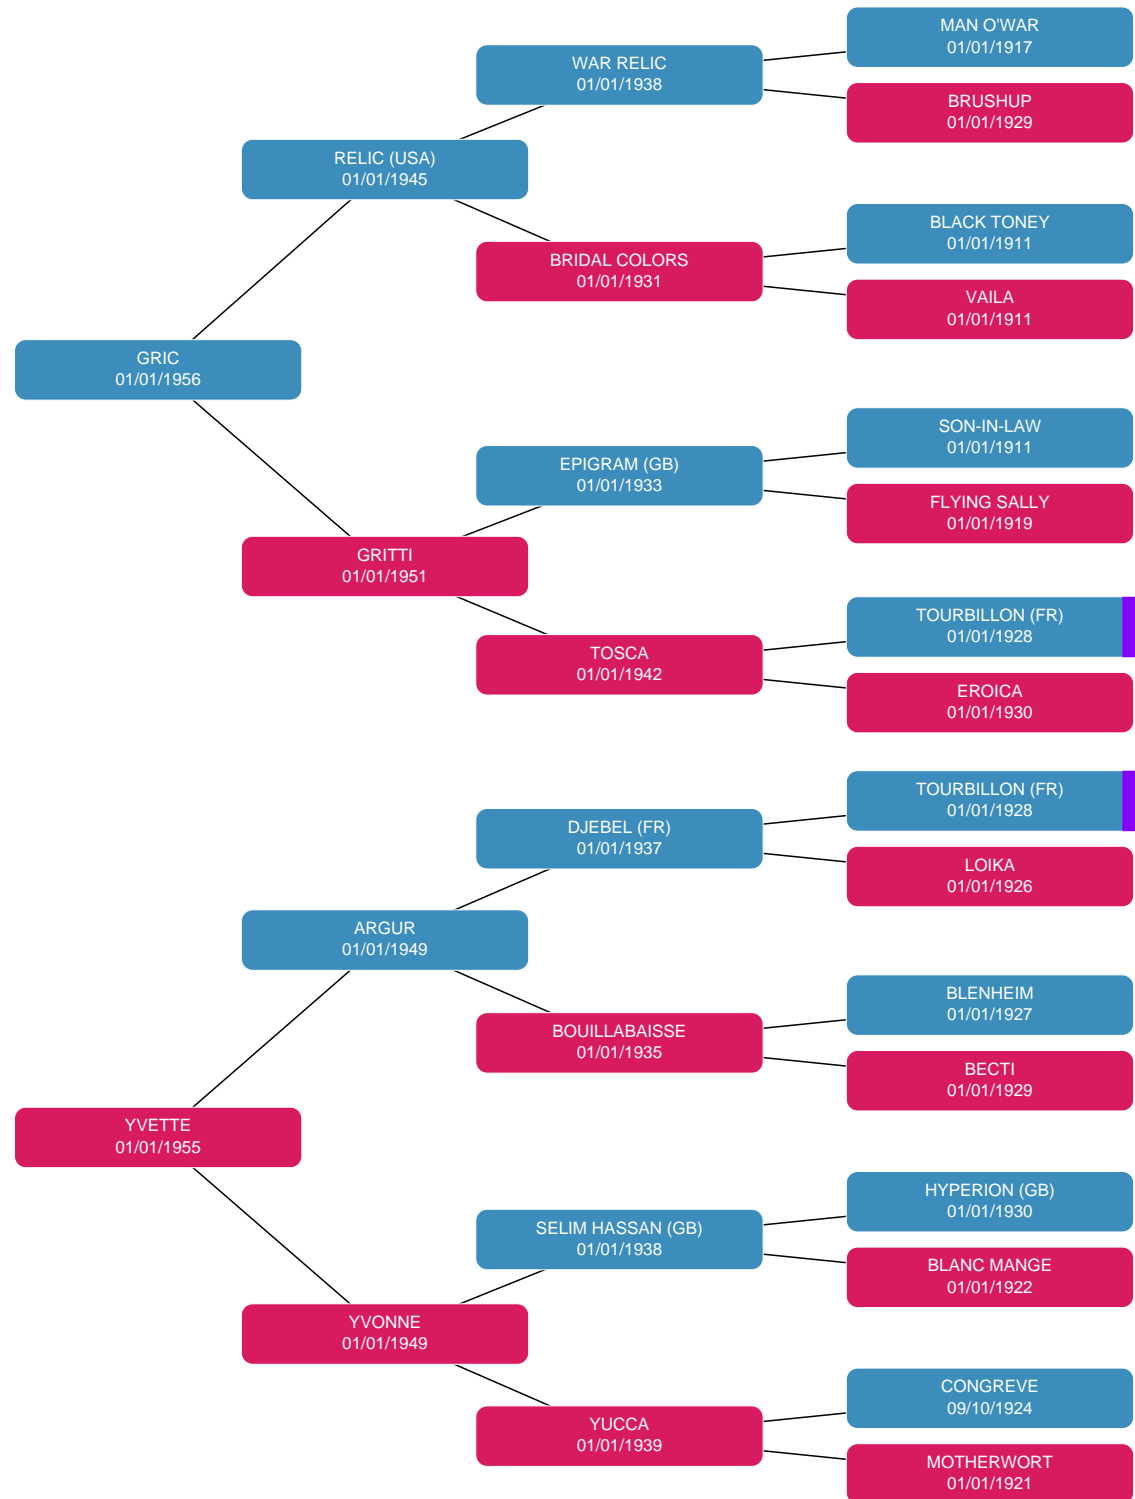 MAN O'WAR
01/01/1917
WAR RELIC
01/01/1938
BRUSHUP
01/01/1929
RELIC (USA)
01/01/1945
BLACK TONEY
01/01/1911
BRIDAL COLORS
01/01/1931
VAILA
01/01/1911
GRIC
01/01/1956
SON-IN-LAW
01/01/1911
EPIGRAM (GB)
01/01/1933
FLYING SALLY
01/01/1919
GRITTI
01/01/1951
TOURBILLON (FR)
01/01/1928
TOSCA
01/01/1942
EROICA
01/01/1930
TOURBILLON (FR)
01/01/1928
DJEBEL (FR)
01/01/1937
LOIKA
01/01/1926
ARGUR
01/01/1949
BLENHEIM
01/01/1927
BOUILLABAISSE
01/01/1935
BECTI
01/01/1929
YVETTE
01/01/1955
HYPERION (GB)
01/01/1930
SELIM HASSAN (GB)
01/01/1938
BLANC MANGE
01/01/1922
YVONNE
01/01/1949
CONGREVE
09/10/1924
YUCCA
01/01/1939
MOTHERWORT
01/01/1921